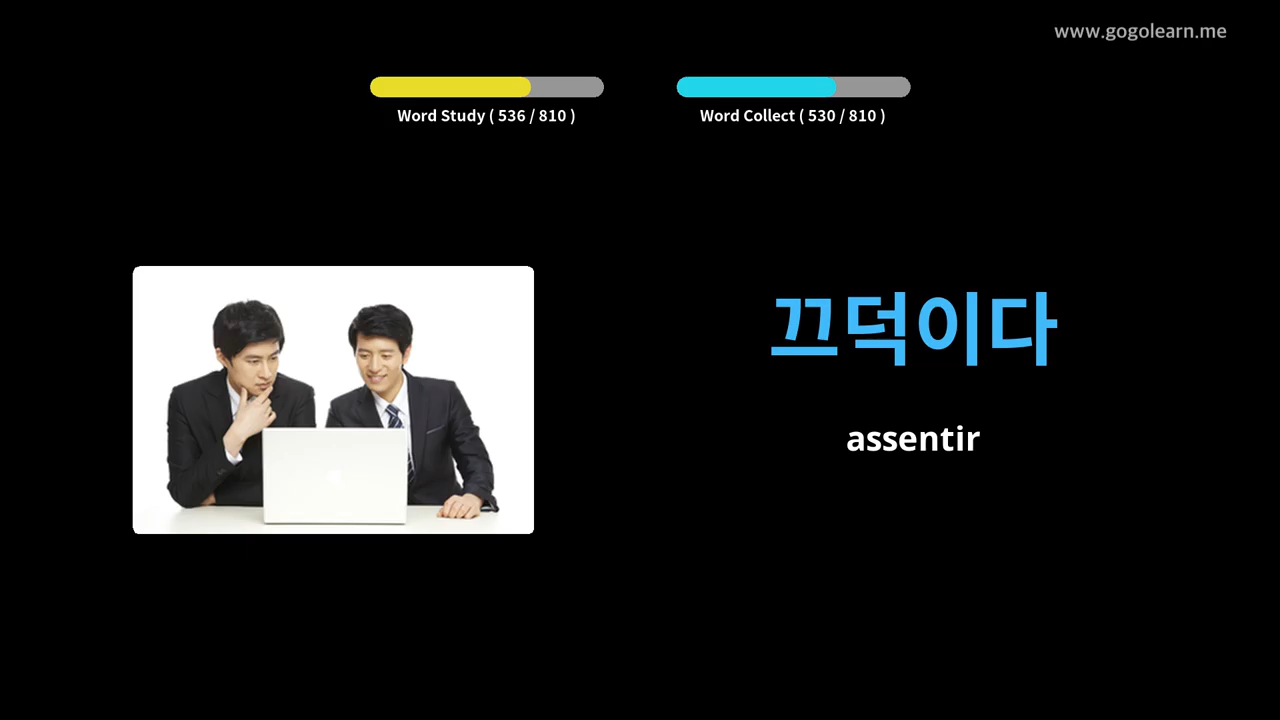 www.gogolearn.me
Word Study ( 536 / 810 )
Word Collect ( 530 / 810 )
끄덕이다
assentir